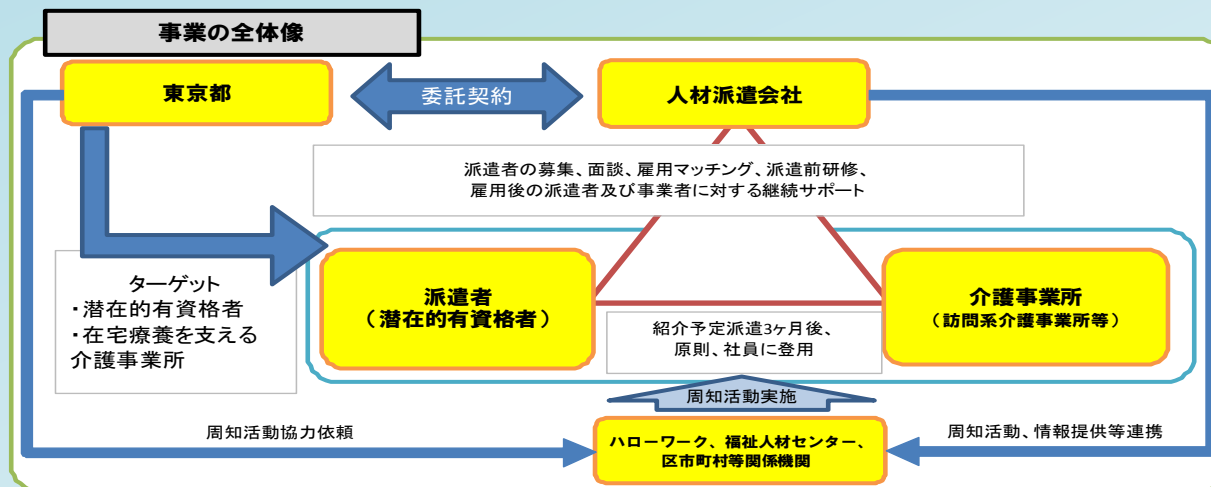 事業の全体像
東京都
委託契約
人材派遣会社
派遣者の募集、面談、雇用マッチング、派遣前研修、
雇用後の派遣者及び事業者に対する継続サポート
ターゲット
・潜在的有資格者
・在宅療養を支える
介護事業所
派遣者
(潜在的有資格者)
介護事業所
(訪問系介護事業所等)
紹介予定派遣3ヶ月後、
原則、社員に登用
周知活動実施
周知活動協力依頼
ハローワーク、福祉人材センター、
区市町村等関係機関
周知活動、情報提供等連携